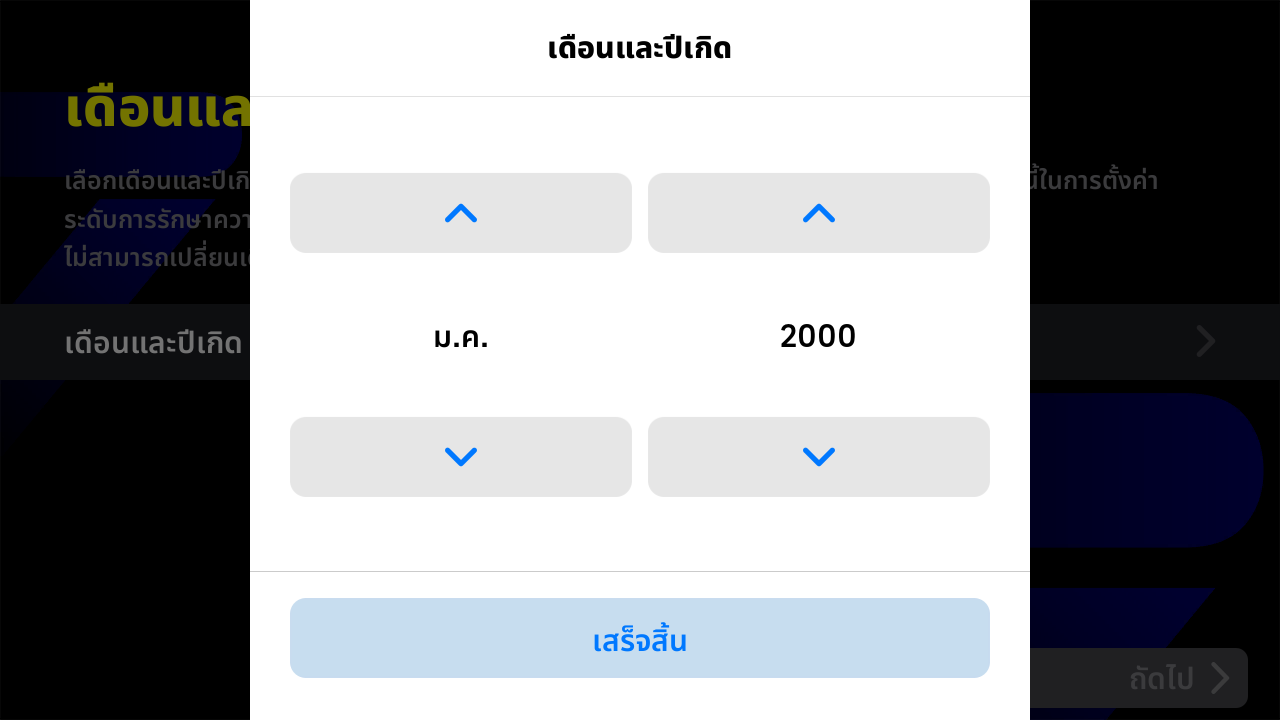 เดือนและปีเกิด
เดือนแล
เลือกเดือนและปีเกิ
นี้ในการตั้งค่า
ระดับการรักษาควา
ไม่สามารถเปลี่ยนเ
เดือนและปีเกิด
ม.ค.
2000
เสร็จสิ้น
ถัดไป